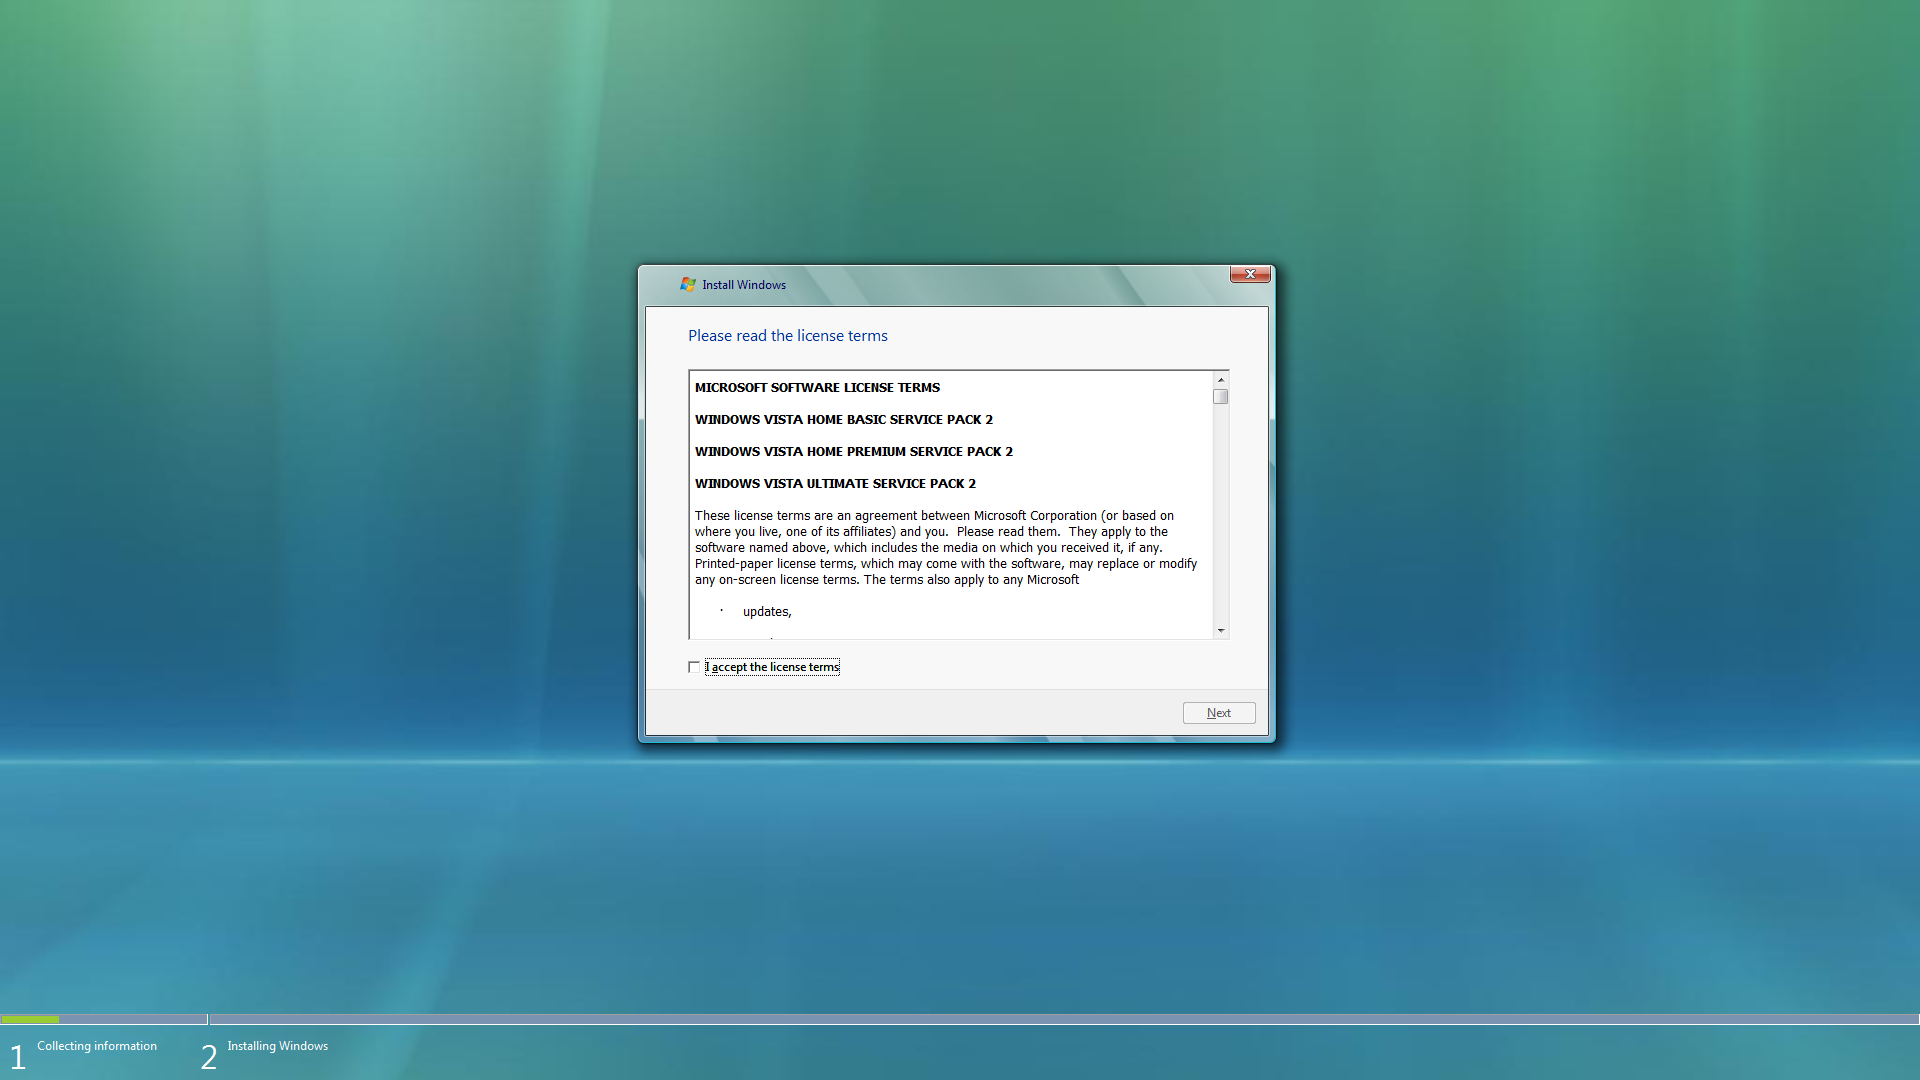 Install Windows
Please read the license terms
MICROSOFT SOFTWARE LICENSE TERMS
WINDOWS VISTA HOME BASIC SERVICE PACK 2
WINDOWS VISTA HOME PREMIUM SERVICE PACK 2
WINDOWS VISTA ULTIMATE SERVICE PACK 2
These license terms are an agreement between Microsoft Corporation (or based on
where you live, one of its affiliates) and you.  Please read them.  They apply to the
software named above, which includes the media on which you received it, if any.
Printed-paper license terms, which may come with the software, may replace or modify
any on-screen license terms. The terms also apply to any Microsoft
· updates,
I accept the license terms
Next
1 Collecting information
2 Installing Windows